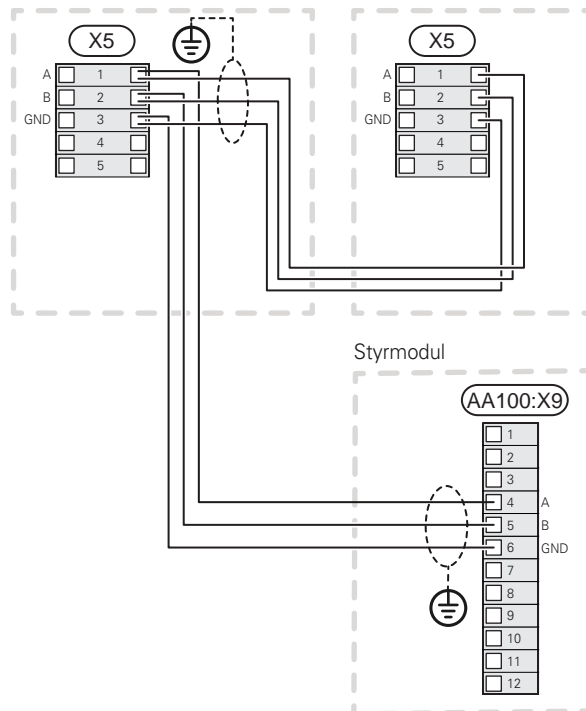 X5
A 1
B 2
GND 3
4
5
X5
A 1
B 2
GND 3
4
5
Styrmodul
AA100:X9
1
2
3
4 A
5 B
6 GND
7
8
9
10
11
12